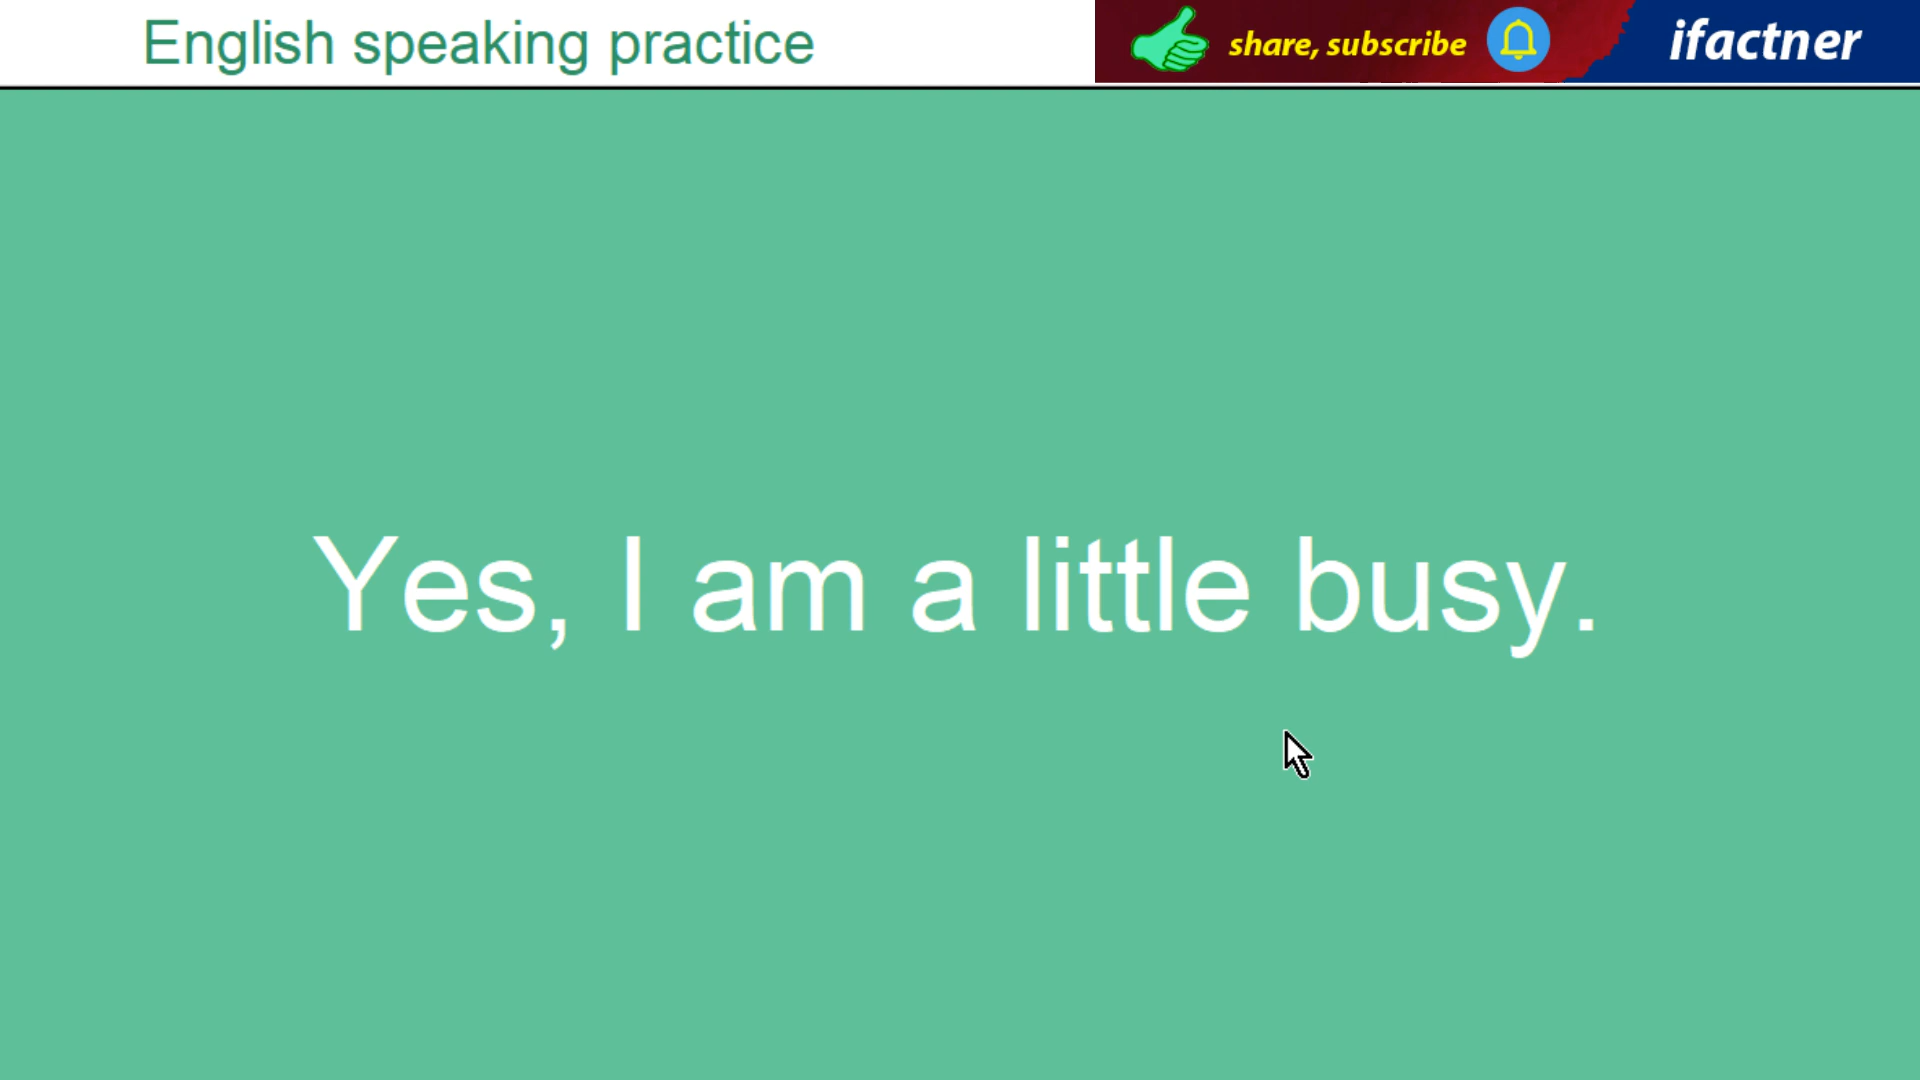 English speaking practice
share, subscribe
ifactner
Yes, I am a little busy.